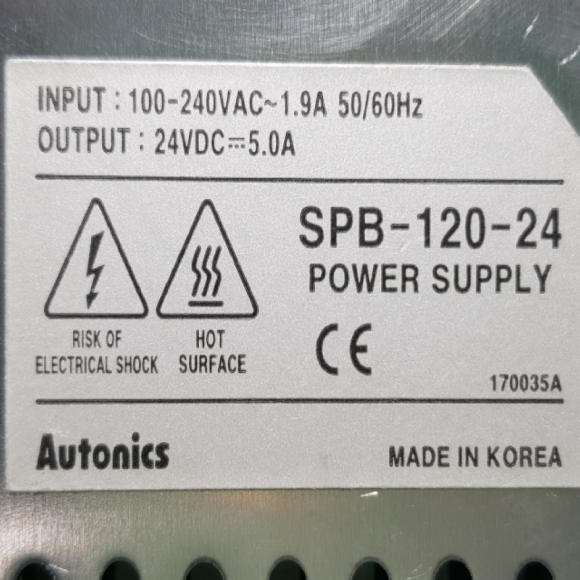 INPUT : 100-240VAC~1.9A 50/60Hz
OUTPUT : 24VDC⎓5.0A
SPB-120-24
POWER SUPPLY
RISK OF
ELECTRICAL SHOCK
HOT
SURFACE
CE
170035A
Autonics
MADE IN KOREA